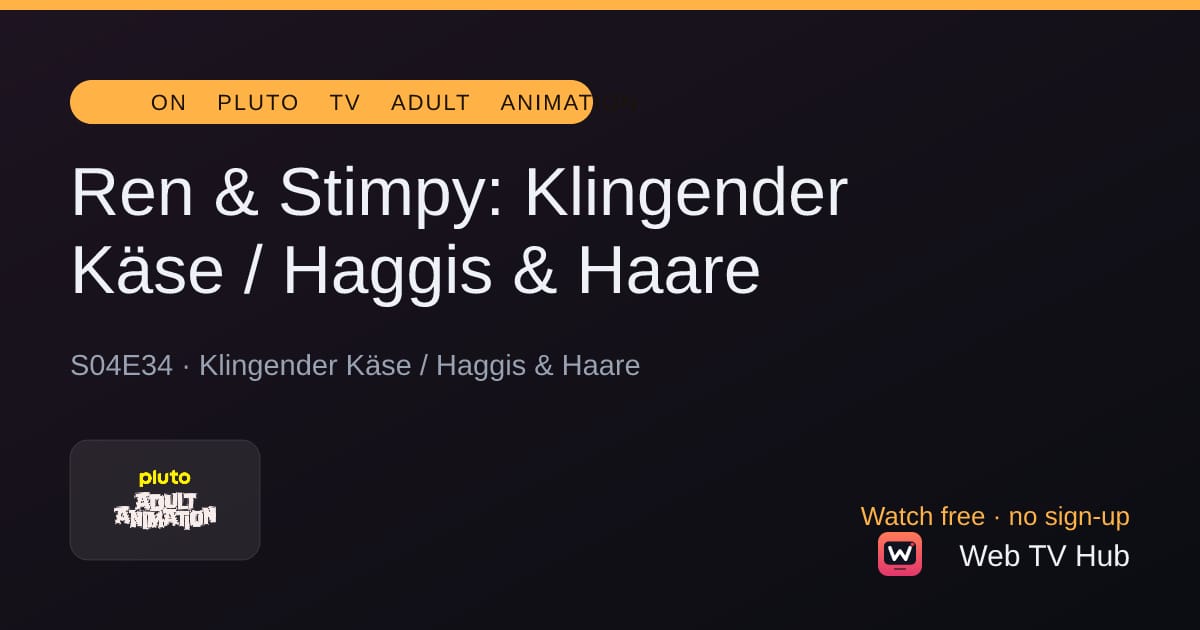 ON PLUTO TV ADULT ANIMATION
Ren & Stimpy: Klingender
Käse / Haggis & Haare
S04E34 · Klingender Käse / Haggis & Haare
pluto
ADULT
ANIMATION
Watch free · no sign-up
W
Web TV Hub